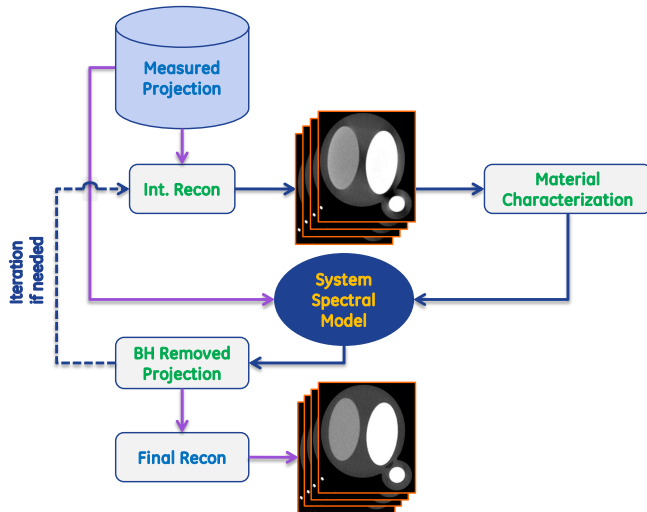 Measured
Projection
Int. Recon
Material
Characterization
System
Spectral
Model
Iteration
if needed
BH Removed
Projection
Final Recon